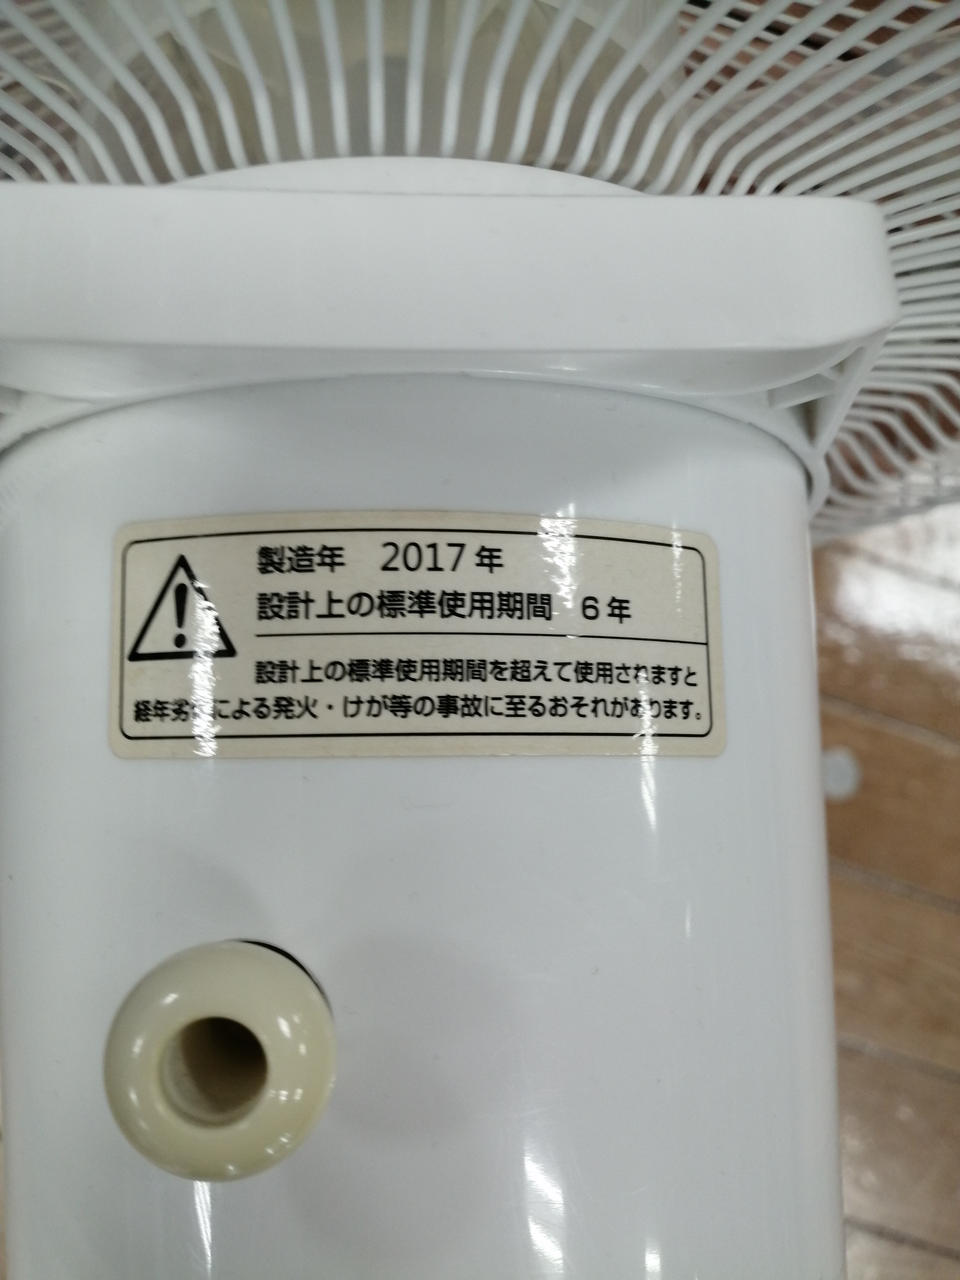 製造年 2017年
設計上の標準使用期間 6年
設計上の標準使用期間を超えて使用されますと
経年劣化による発火・けが等の事故に至るおそれがあります。